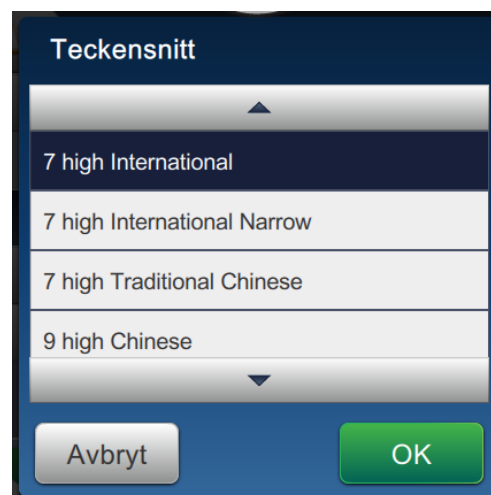 Teckensnitt
7 high International
7 high International Narrow
7 high Traditional Chinese
9 high Chinese
Avbryt
OK